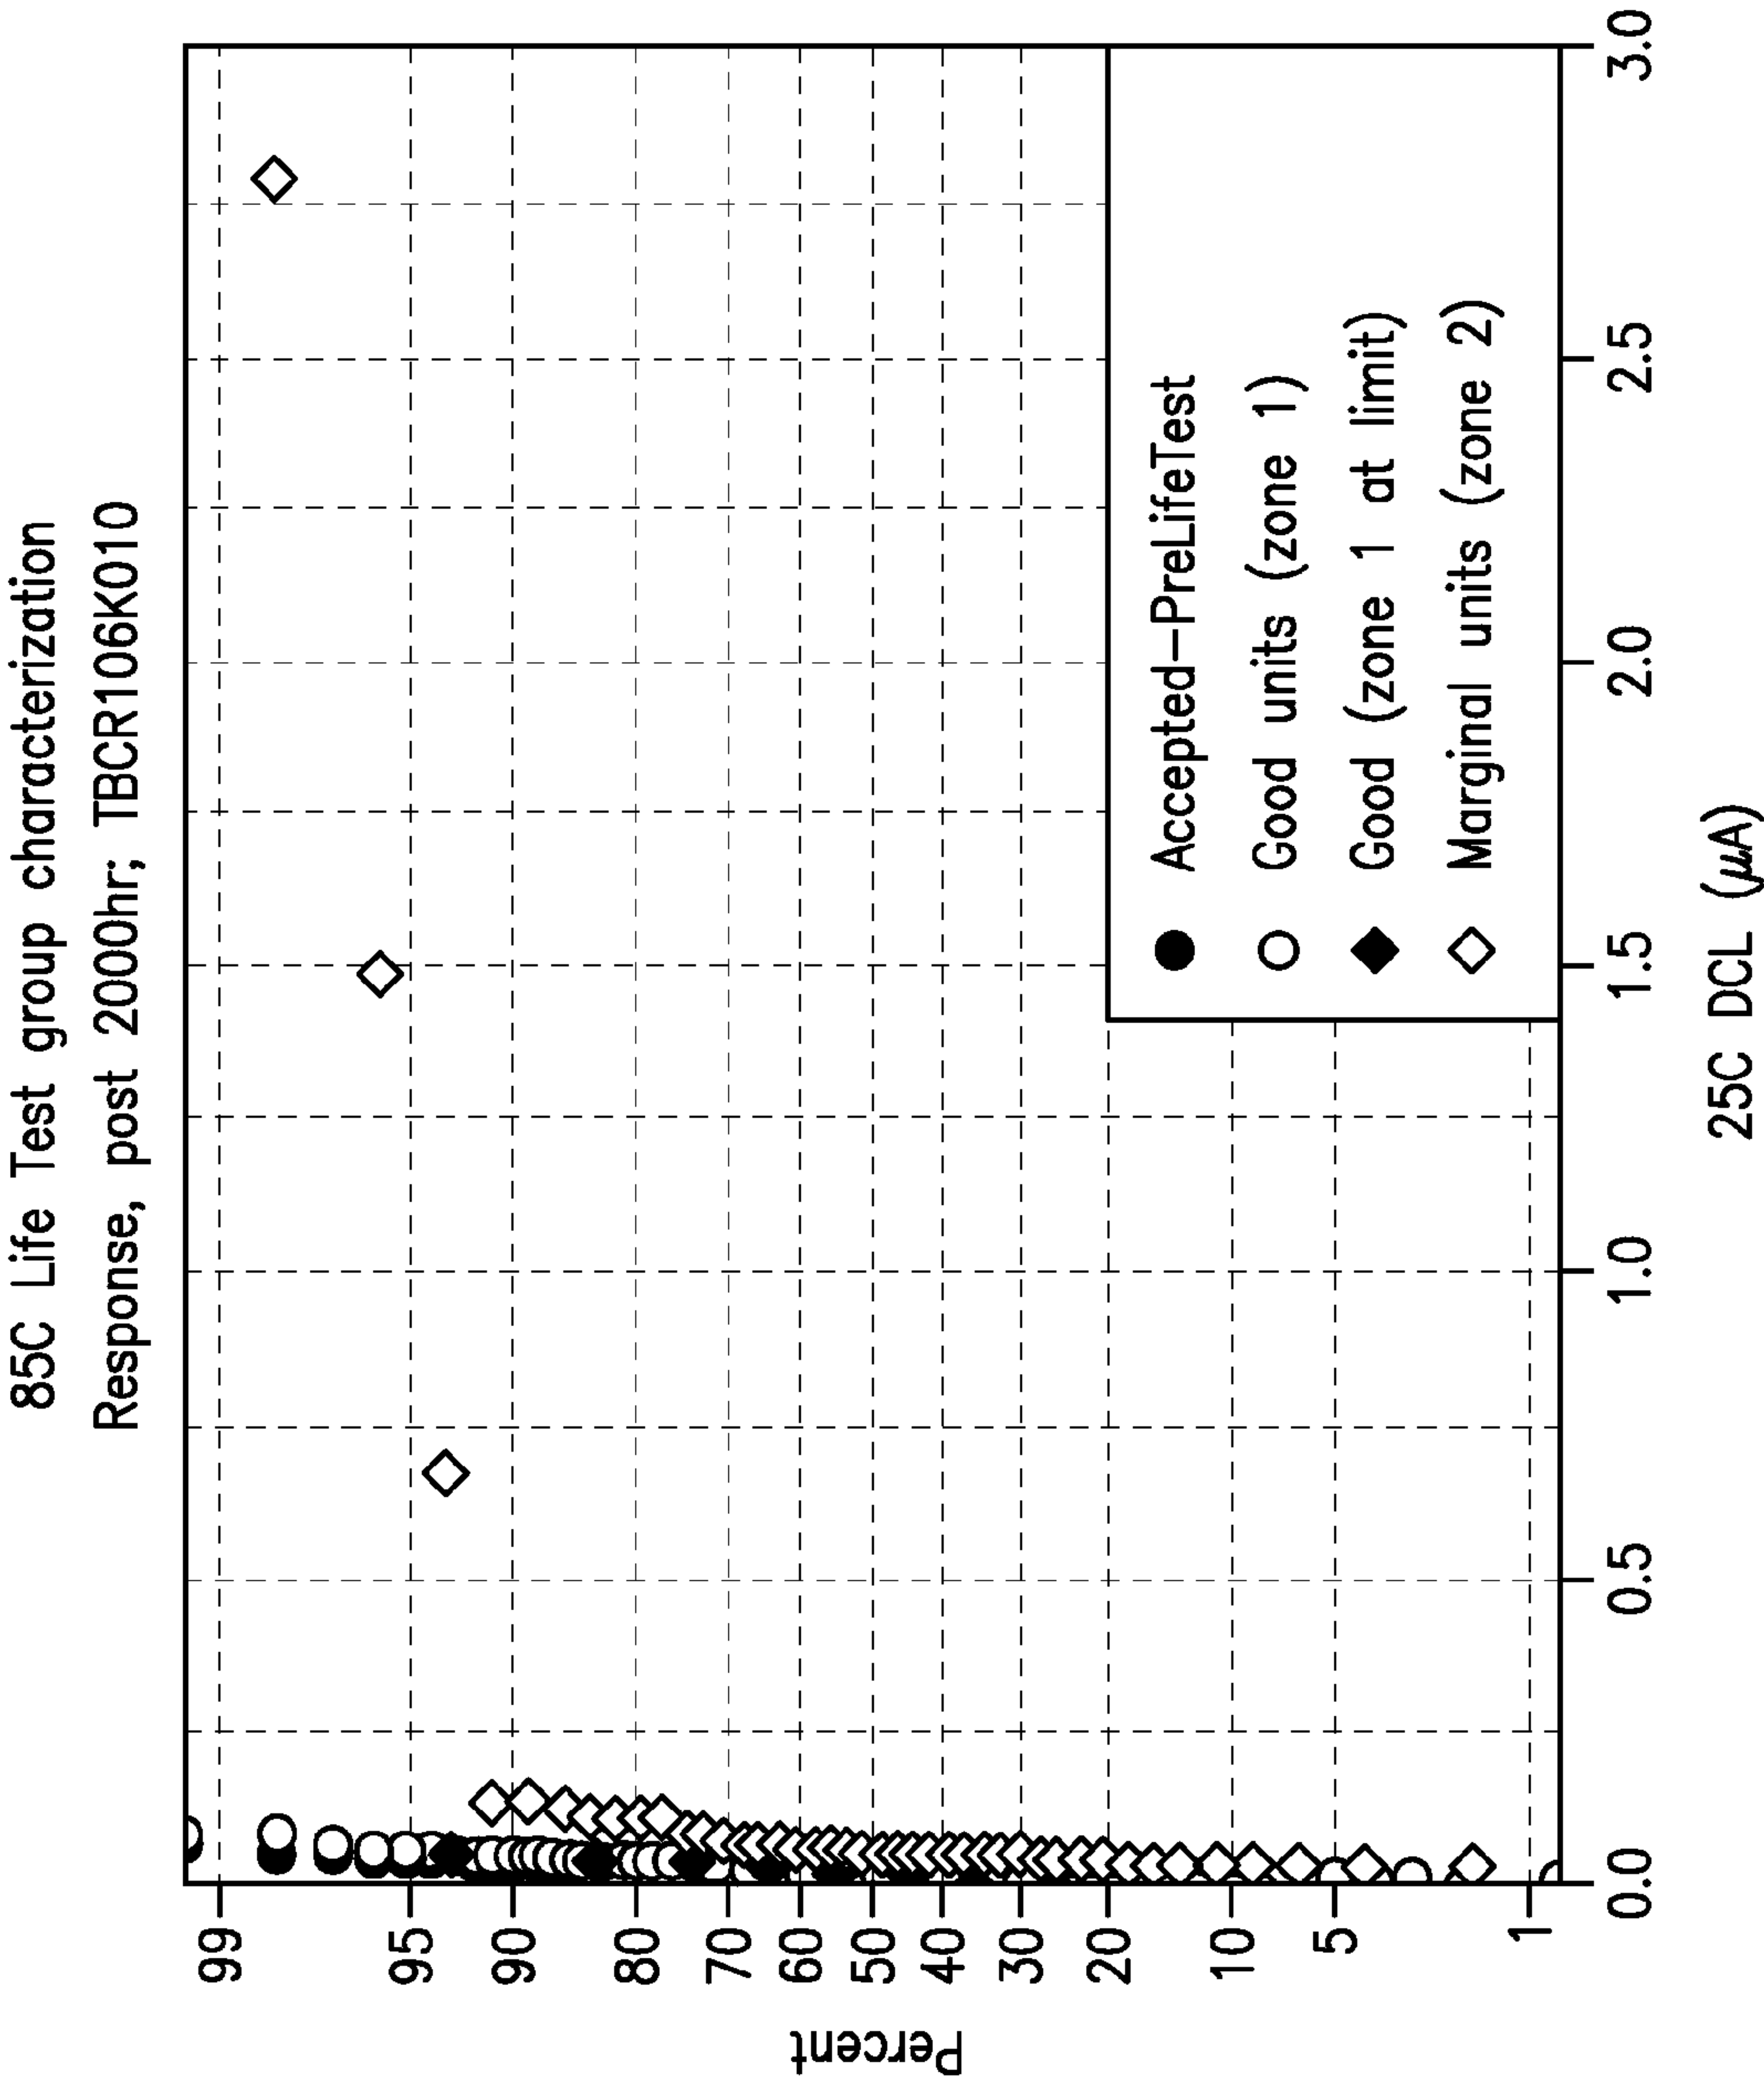 85C Life Test group characterization
Response, post 2000hr; TBCR106K010
Percent
99
95
90
80
70
60
50
40
30
20
10
5
1
Accepted-PreLifeTest
Good units (zone 1)
Good (zone 1 at limit)
Marginal units (zone 2)
0.0
0.5
1.0
1.5
2.0
2.5
3.0
25C DCL (μA)